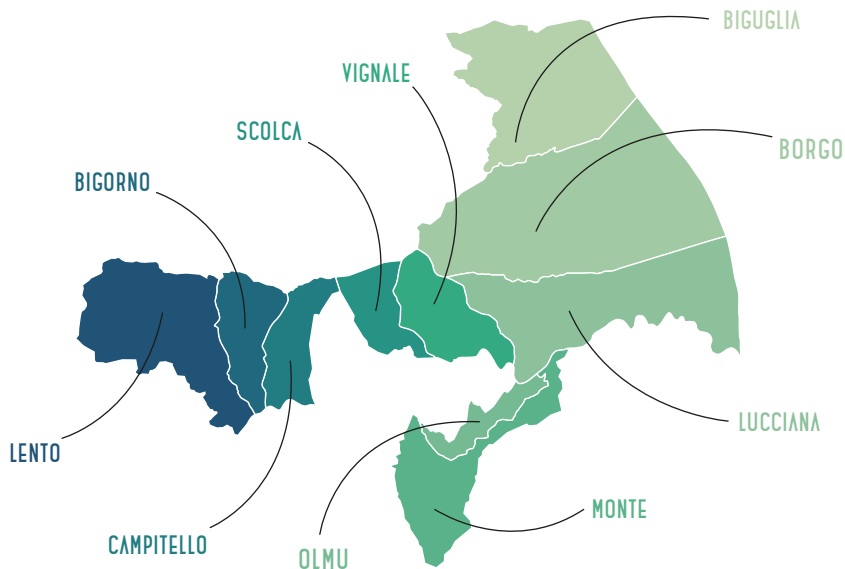 BIGUGLIA
VIGNALE
SCOLCA
BORGO
BIGORNO
LUCCIANA
LENTO
MONTE
CAMPITELLO
OLMU